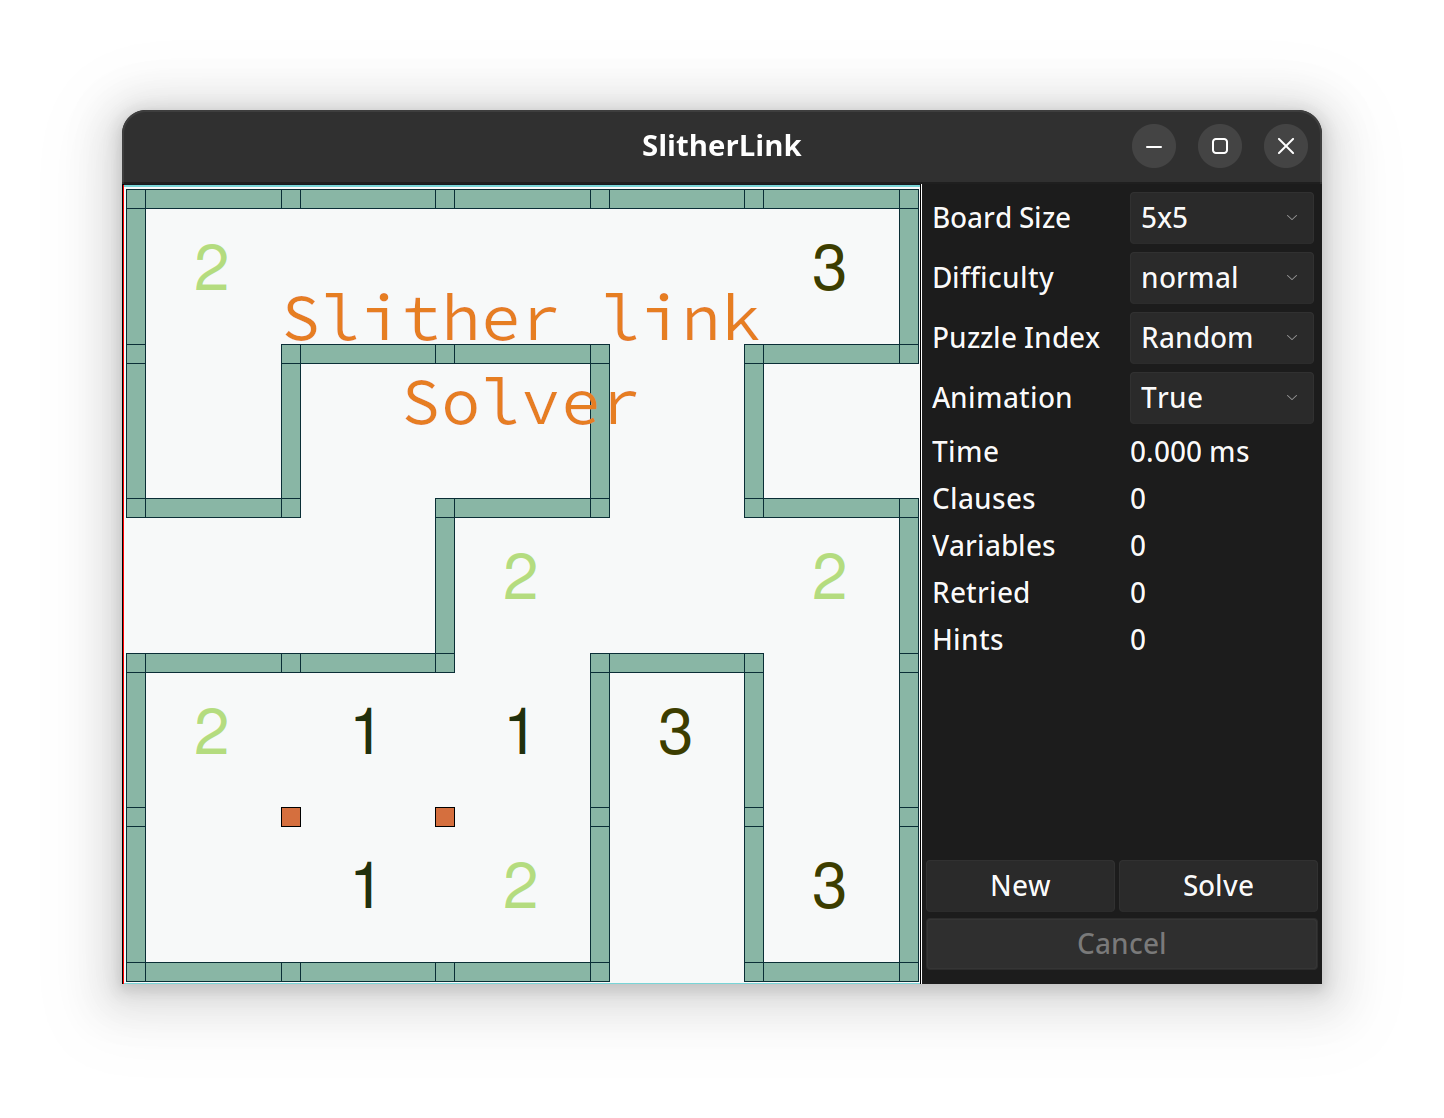 SlitherLink
2 3
Slither link
Solver
2 2
2 1 1 3
1 2 3
Board Size 5x5
Difficulty normal
Puzzle Index Random
Animation True
Time 0.000 ms
Clauses 0
Variables 0
Retried 0
Hints 0
New Solve
Cancel